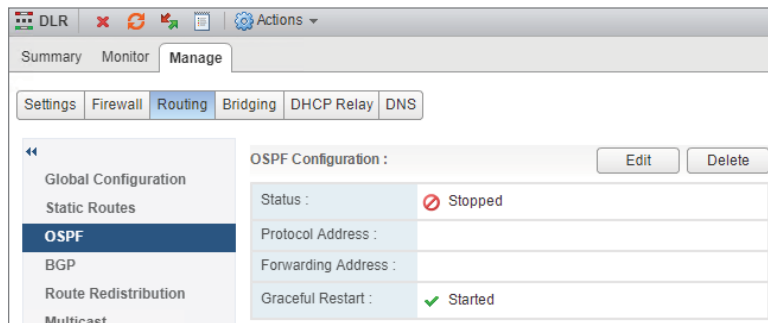 DLR Actions
Summary Monitor Manage
Settings Firewall Routing Bridging DHCP Relay DNS
Global Configuration
Static Routes
OSPF
BGP
Route Redistribution
Multicast
OSPF Configuration : Edit Delete
Status : Stopped
Protocol Address :
Forwarding Address :
Graceful Restart : Started